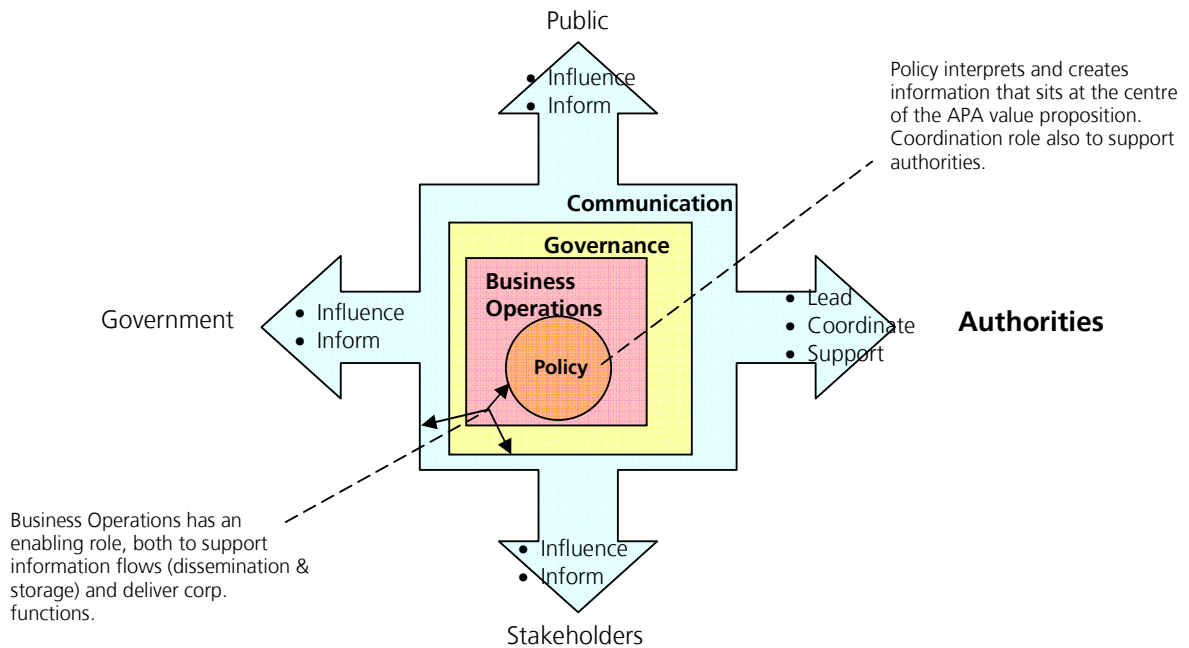 Public
• Influence
• Inform
Policy interprets and creates
information that sits at the centre
of the APA value proposition.
Coordination role also to support
authorities.
Communication
Governance
Business
Operations
Policy
Government
• Influence
• Inform
• Lead
• Coordinate
• Support
Authorities
Business Operations has an
enabling role, both to support
information flows (dissemination &
storage) and deliver corp.
functions.
• Influence
• Inform
Stakeholders